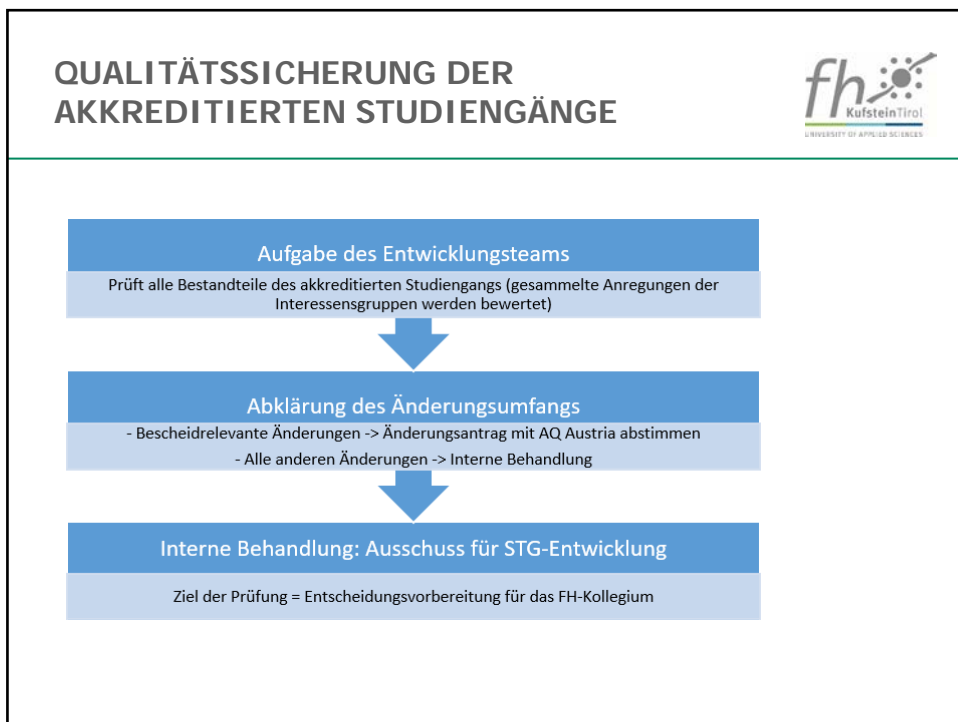 QUALITÄTSSICHERUNG DER
AKKREDITIERTEN STUDIENGÄNGE
fh
KufsteinTirol
UNIVERSITY OF APPLIED SCIENCES
Aufgabe des Entwicklungsteams
Prüft alle Bestandteile des akkreditierten Studiengangs (gesammelte Anregungen der
Interessensgruppen werden bewertet)
Abklärung des Änderungsumfangs
- Bescheidrelevante Änderungen -> Änderungsantrag mit AQ Austria abstimmen
- Alle anderen Änderungen -> Interne Behandlung
Interne Behandlung: Ausschuss für STG-Entwicklung
Ziel der Prüfung = Entscheidungsvorbereitung für das FH-Kollegium